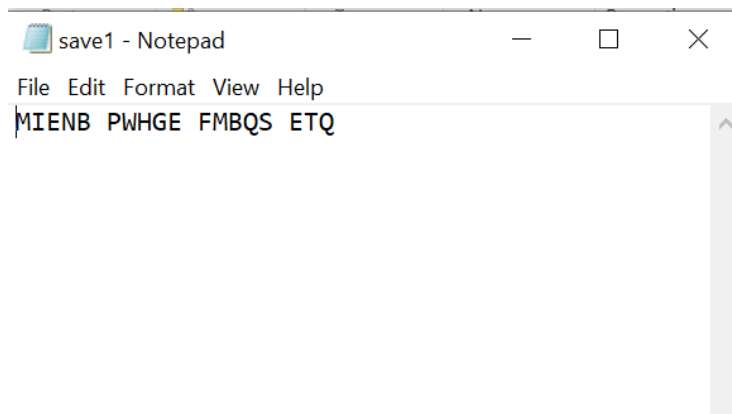 save1 - Notepad
File Edit Format View Help
MIENB PWHGE FMBQS ETQ